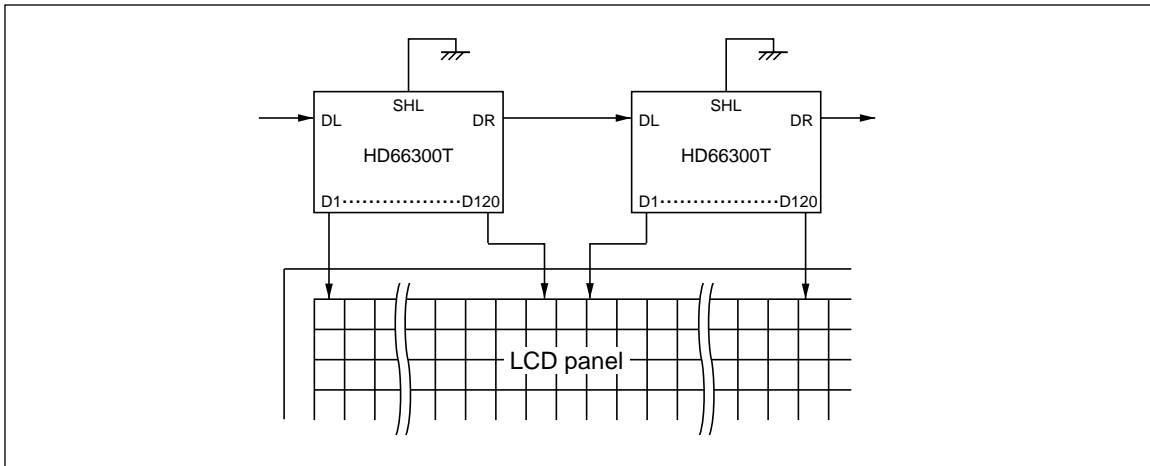 SHL
DL DR
HD66300T
D1 D120
SHL
DL DR
HD66300T
D1 D120
LCD panel